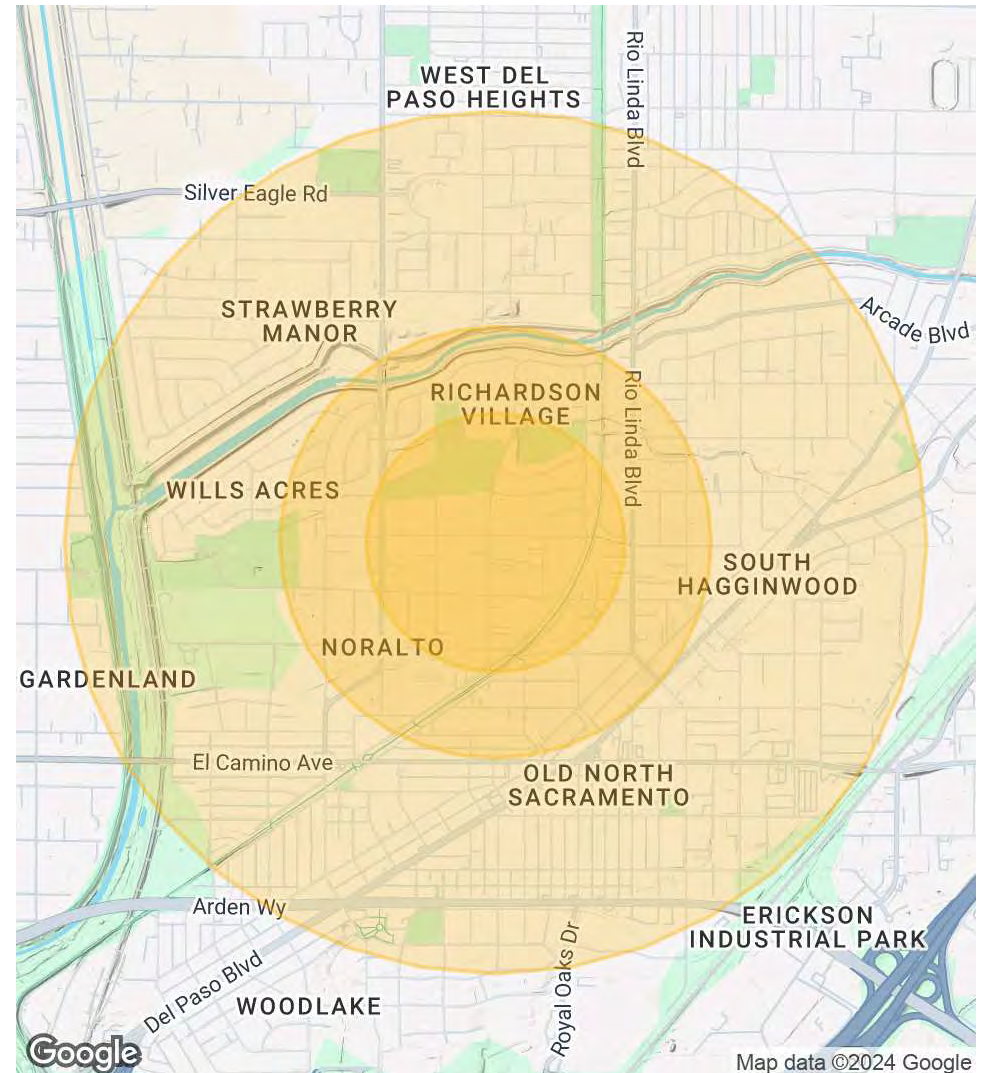 WEST DEL
PASO HEIGHTS
Rio Linda Blvd
Silver Eagle Rd
STRAWBERRY
MANOR
Arcade Blvd
RICHARDSON
VILLAGE
Rio Linda Blvd
WILLS ACRES
SOUTH
HAGGINWOOD
NORALTO
GARDENLAND
El Camino Ave
OLD NORTH
SACRAMENTO
Arden Wy
ERICKSON
INDUSTRIAL PARK
Del Paso Blvd
Royal Oaks Dr
WOODLAKE
Google
Map data ©2024 Google